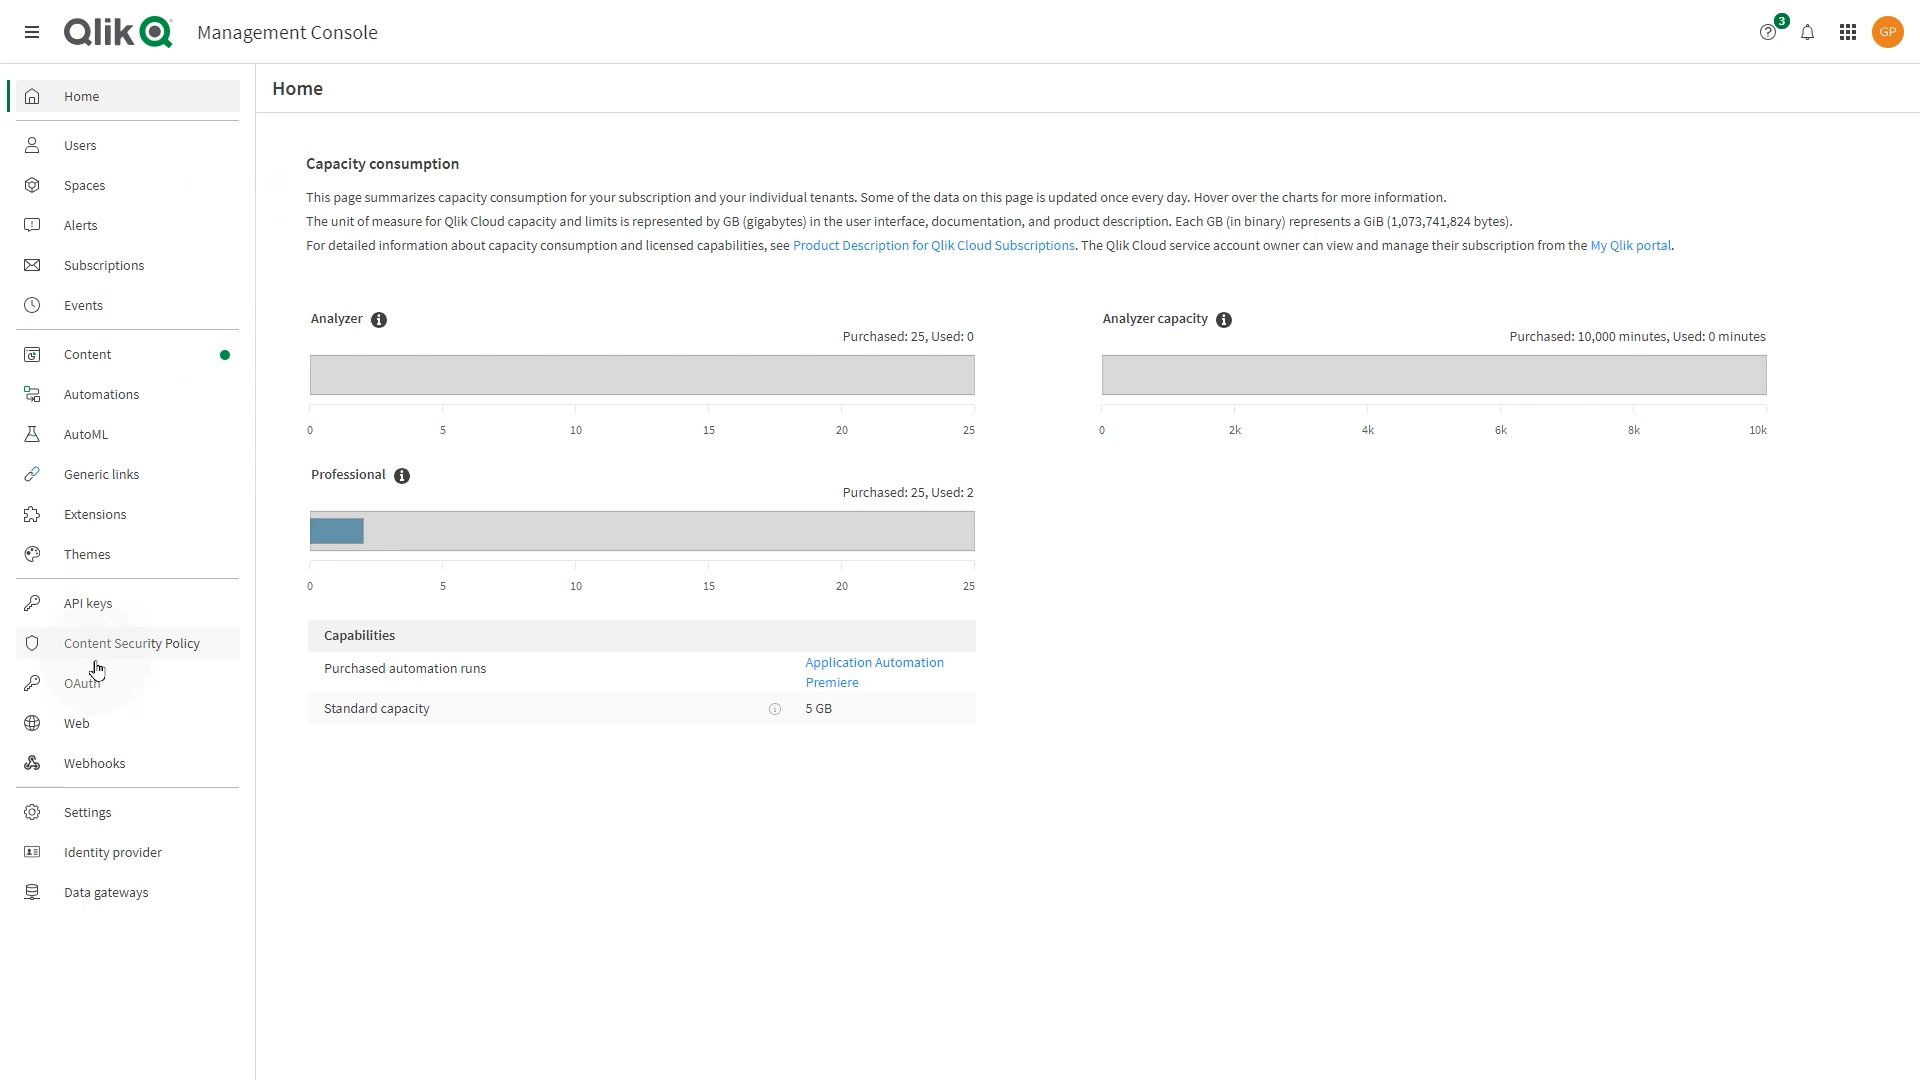 Qlik
Management Console
3
GP
Home
Users
Spaces
Alerts
Subscriptions
Events
Content
Automations
AutoML
Generic links
Extensions
Themes
API keys
Content Security Policy
OAuth
Web
Webhooks
Settings
Identity provider
Data gateways
Home
Capacity consumption
This page summarizes capacity consumption for your subscription and your individual tenants. Some of the data on this page is updated once every day. Hover over the charts for more information.
The unit of measure for Qlik Cloud capacity and limits is represented by GB (gigabytes) in the user interface, documentation, and product description. Each GB (in binary) represents a GiB (1,073,741,824 bytes).
For detailed information about capacity consumption and licensed capabilities, see Product Description for Qlik Cloud Subscriptions. The Qlik Cloud service account owner can view and manage their subscription from the My Qlik portal.
Analyzer
Purchased: 25, Used: 0
0 5 10 15 20 25
Analyzer capacity
Purchased: 10,000 minutes, Used: 0 minutes
0 2k 4k 6k 8k 10k
Professional
Purchased: 25, Used: 2
0 5 10 15 20 25
Capabilities
Purchased automation runs
Application Automation
Premiere
Standard capacity
5 GB